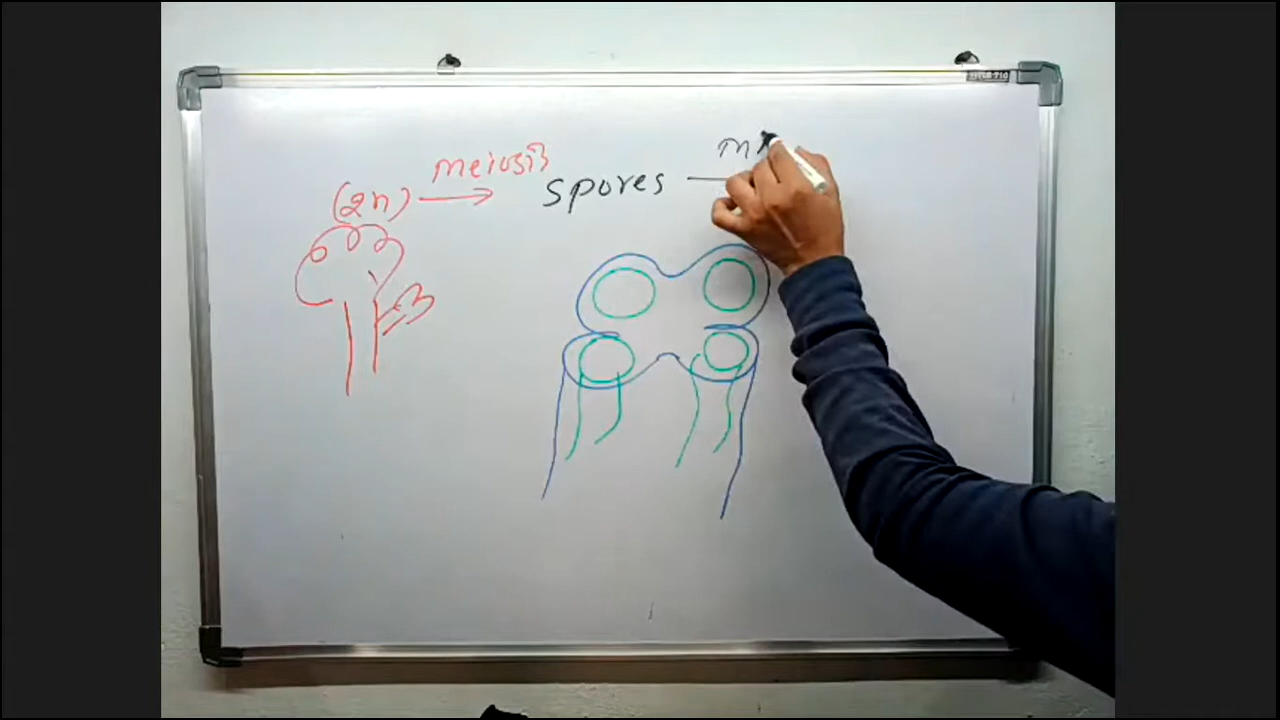 meiosis
(2n) → spores →